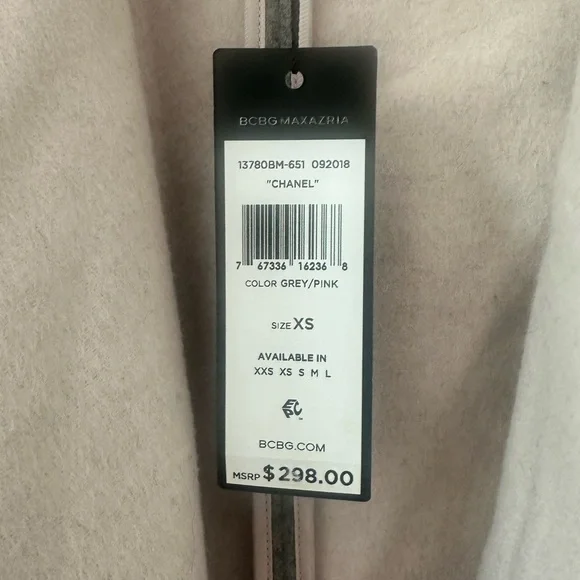 BCBGMAXAZRIA
13780BM-651 092018
"CHANEL"
7 67336 16236 8
COLOR GREY/PINK
SIZE XS
AVAILABLE IN
XXS XS S M L
BCBG.COM
MSRP $298.00